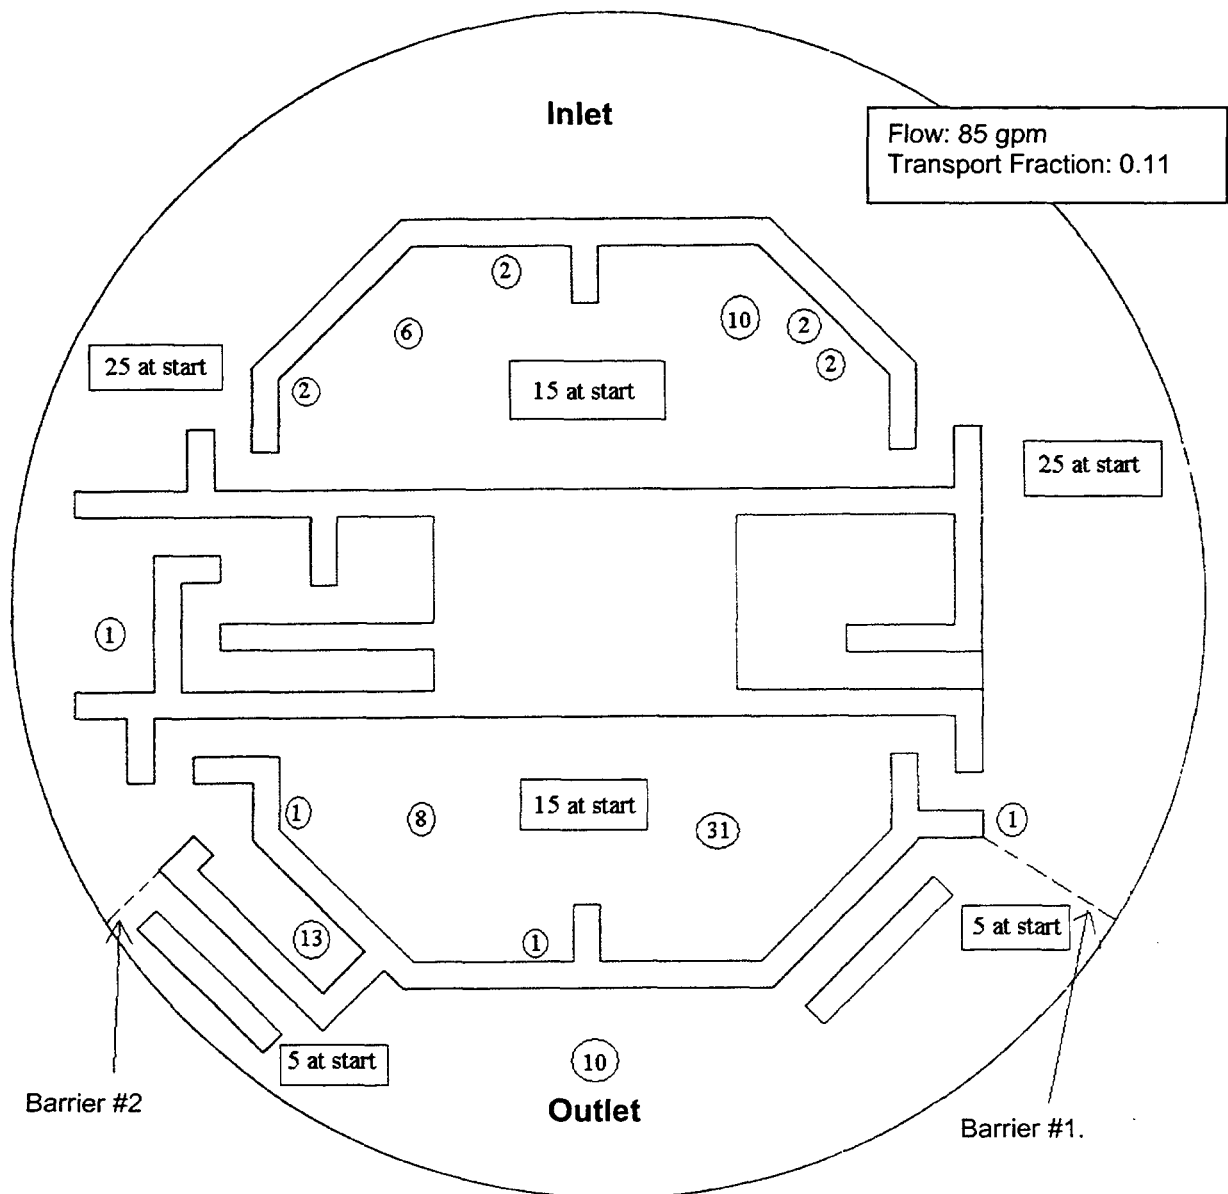 Inlet
Flow: 85 gpm
Transport Fraction: 0.11
2
6
10
2
2
2
25 at start
15 at start
25 at start
1
15 at start
1
8
31
1
1
5 at start
13
5 at start
10
Barrier #2
Outlet
Barrier #1.